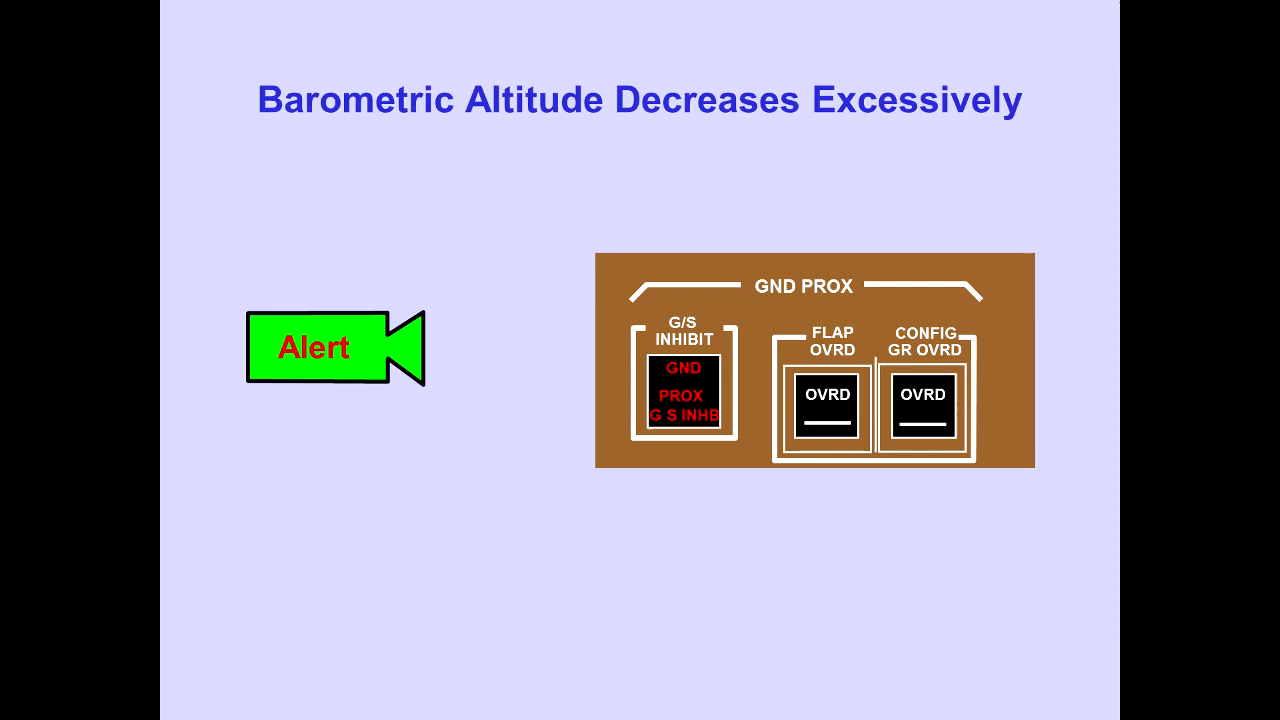 Barometric Altitude Decreases Excessively
Alert
GND PROX
G/S
INHIBIT
GND
PROX
G S INHB
FLAP
OVRD
OVRD
CONFIG
GR OVRD
OVRD